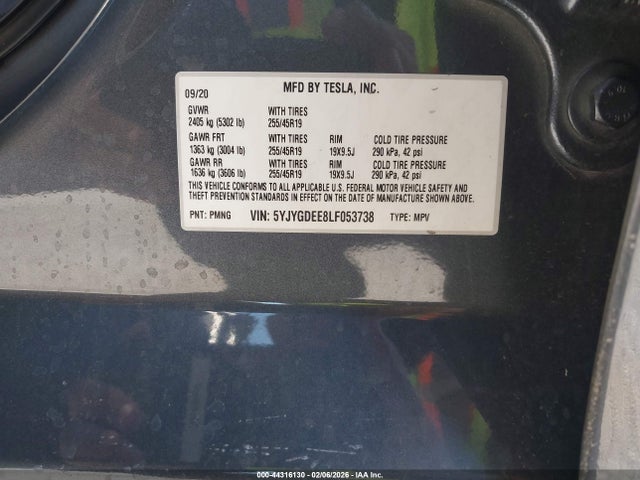 09/20 MFD BY TESLA, INC.
GVWR WITH TIRES
2405 kg (5302 lb) 255/45R19
GAWR FRT WITH TIRES RIM COLD TIRE PRESSURE
1363 kg (3004 lb) 255/45R19 19X9.5J 290 kPa, 42 psi
GAWR RR WITH TIRES RIM COLD TIRE PRESSURE
1636 kg (3606 lb) 255/45R19 19X9.5J 290 kPa, 42 psi
THIS VEHICLE CONFORMS TO ALL APPLICABLE U.S. FEDERAL MOTOR VEHICLE SAFETY AND
THEFT PREVENTION STANDARDS IN EFFECT ON THE DATE OF MANUFACTURE SHOWN ABOVE.
PNT: PMNG VIN: 5YJYGDEE8LF053738 TYPE: MPV
000-44316130 - 02/06/2026 - IAA Inc.